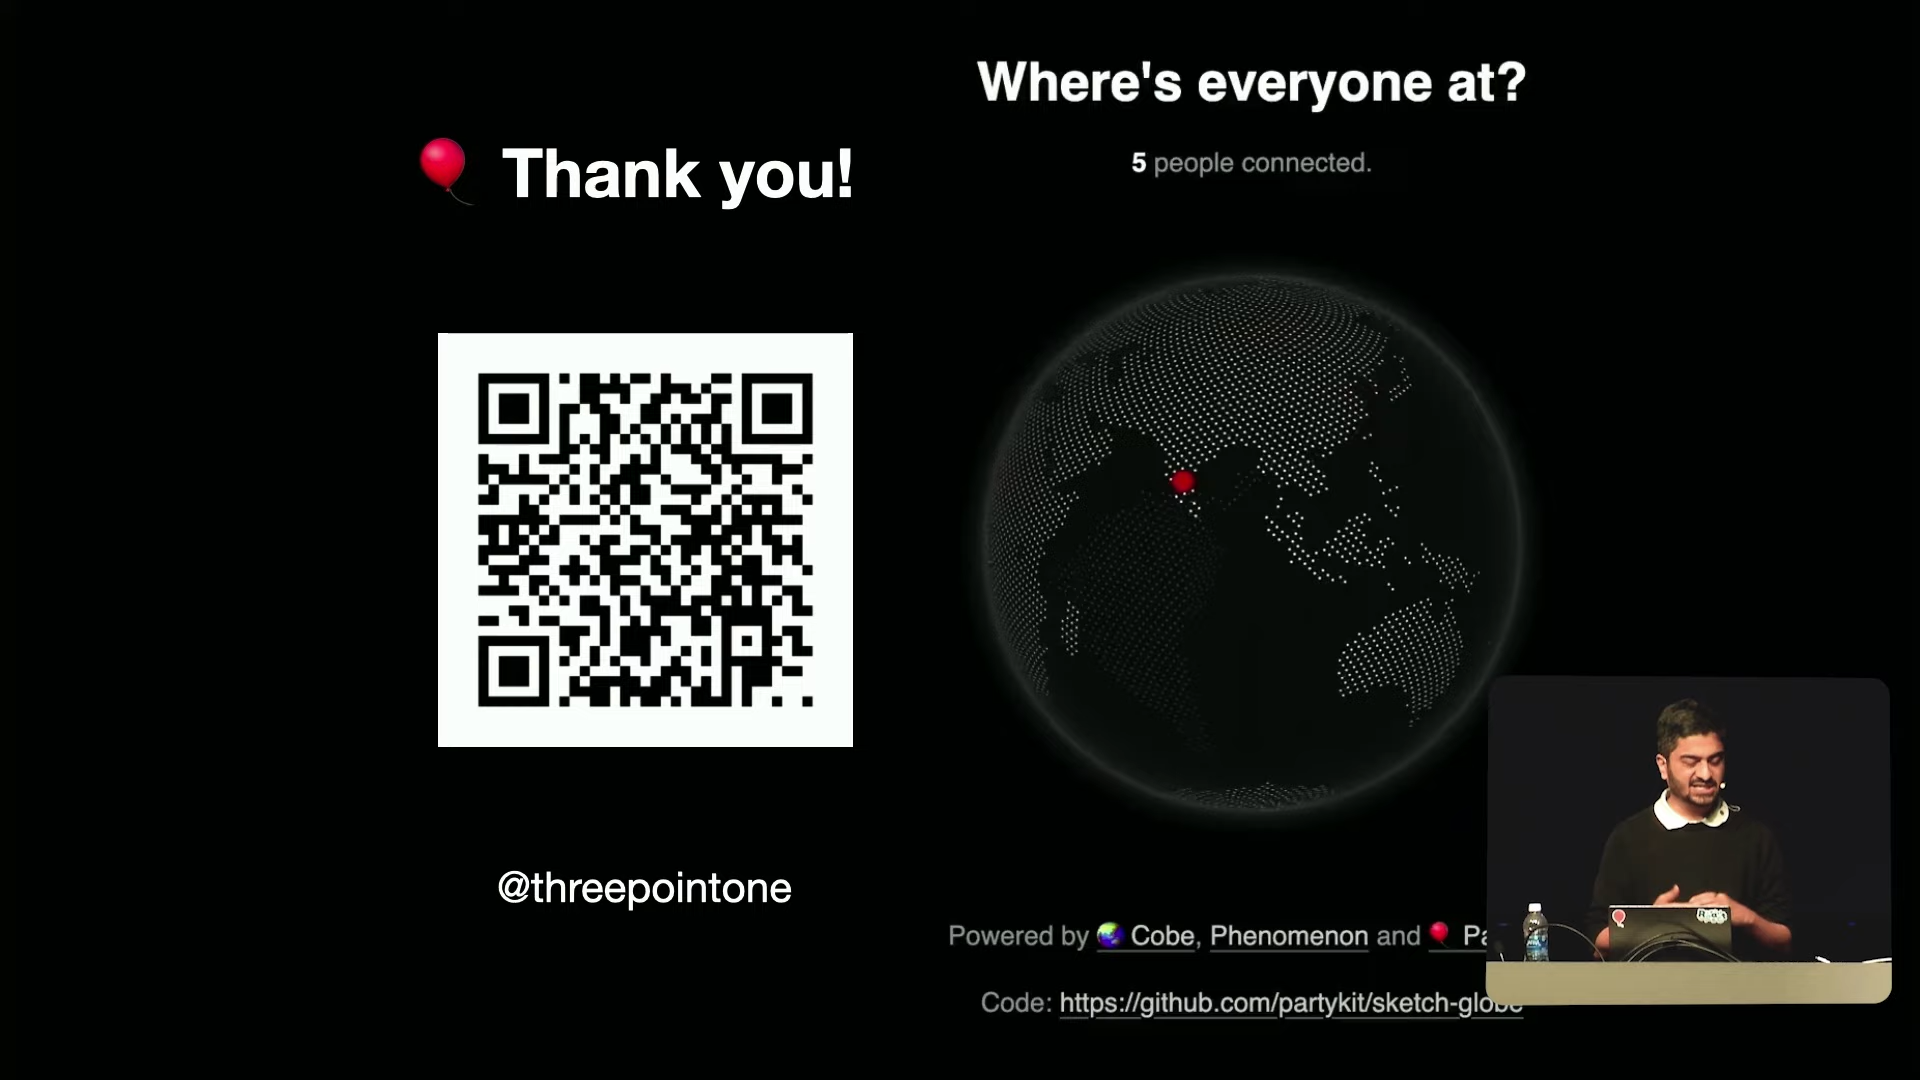 Where's everyone at?
🎈 Thank you!
5 people connected.
@threepointone
Powered by 🌏 Cobe, Phenomenon and 🎈 Pa
Code: https://github.com/partykit/sketch-globe